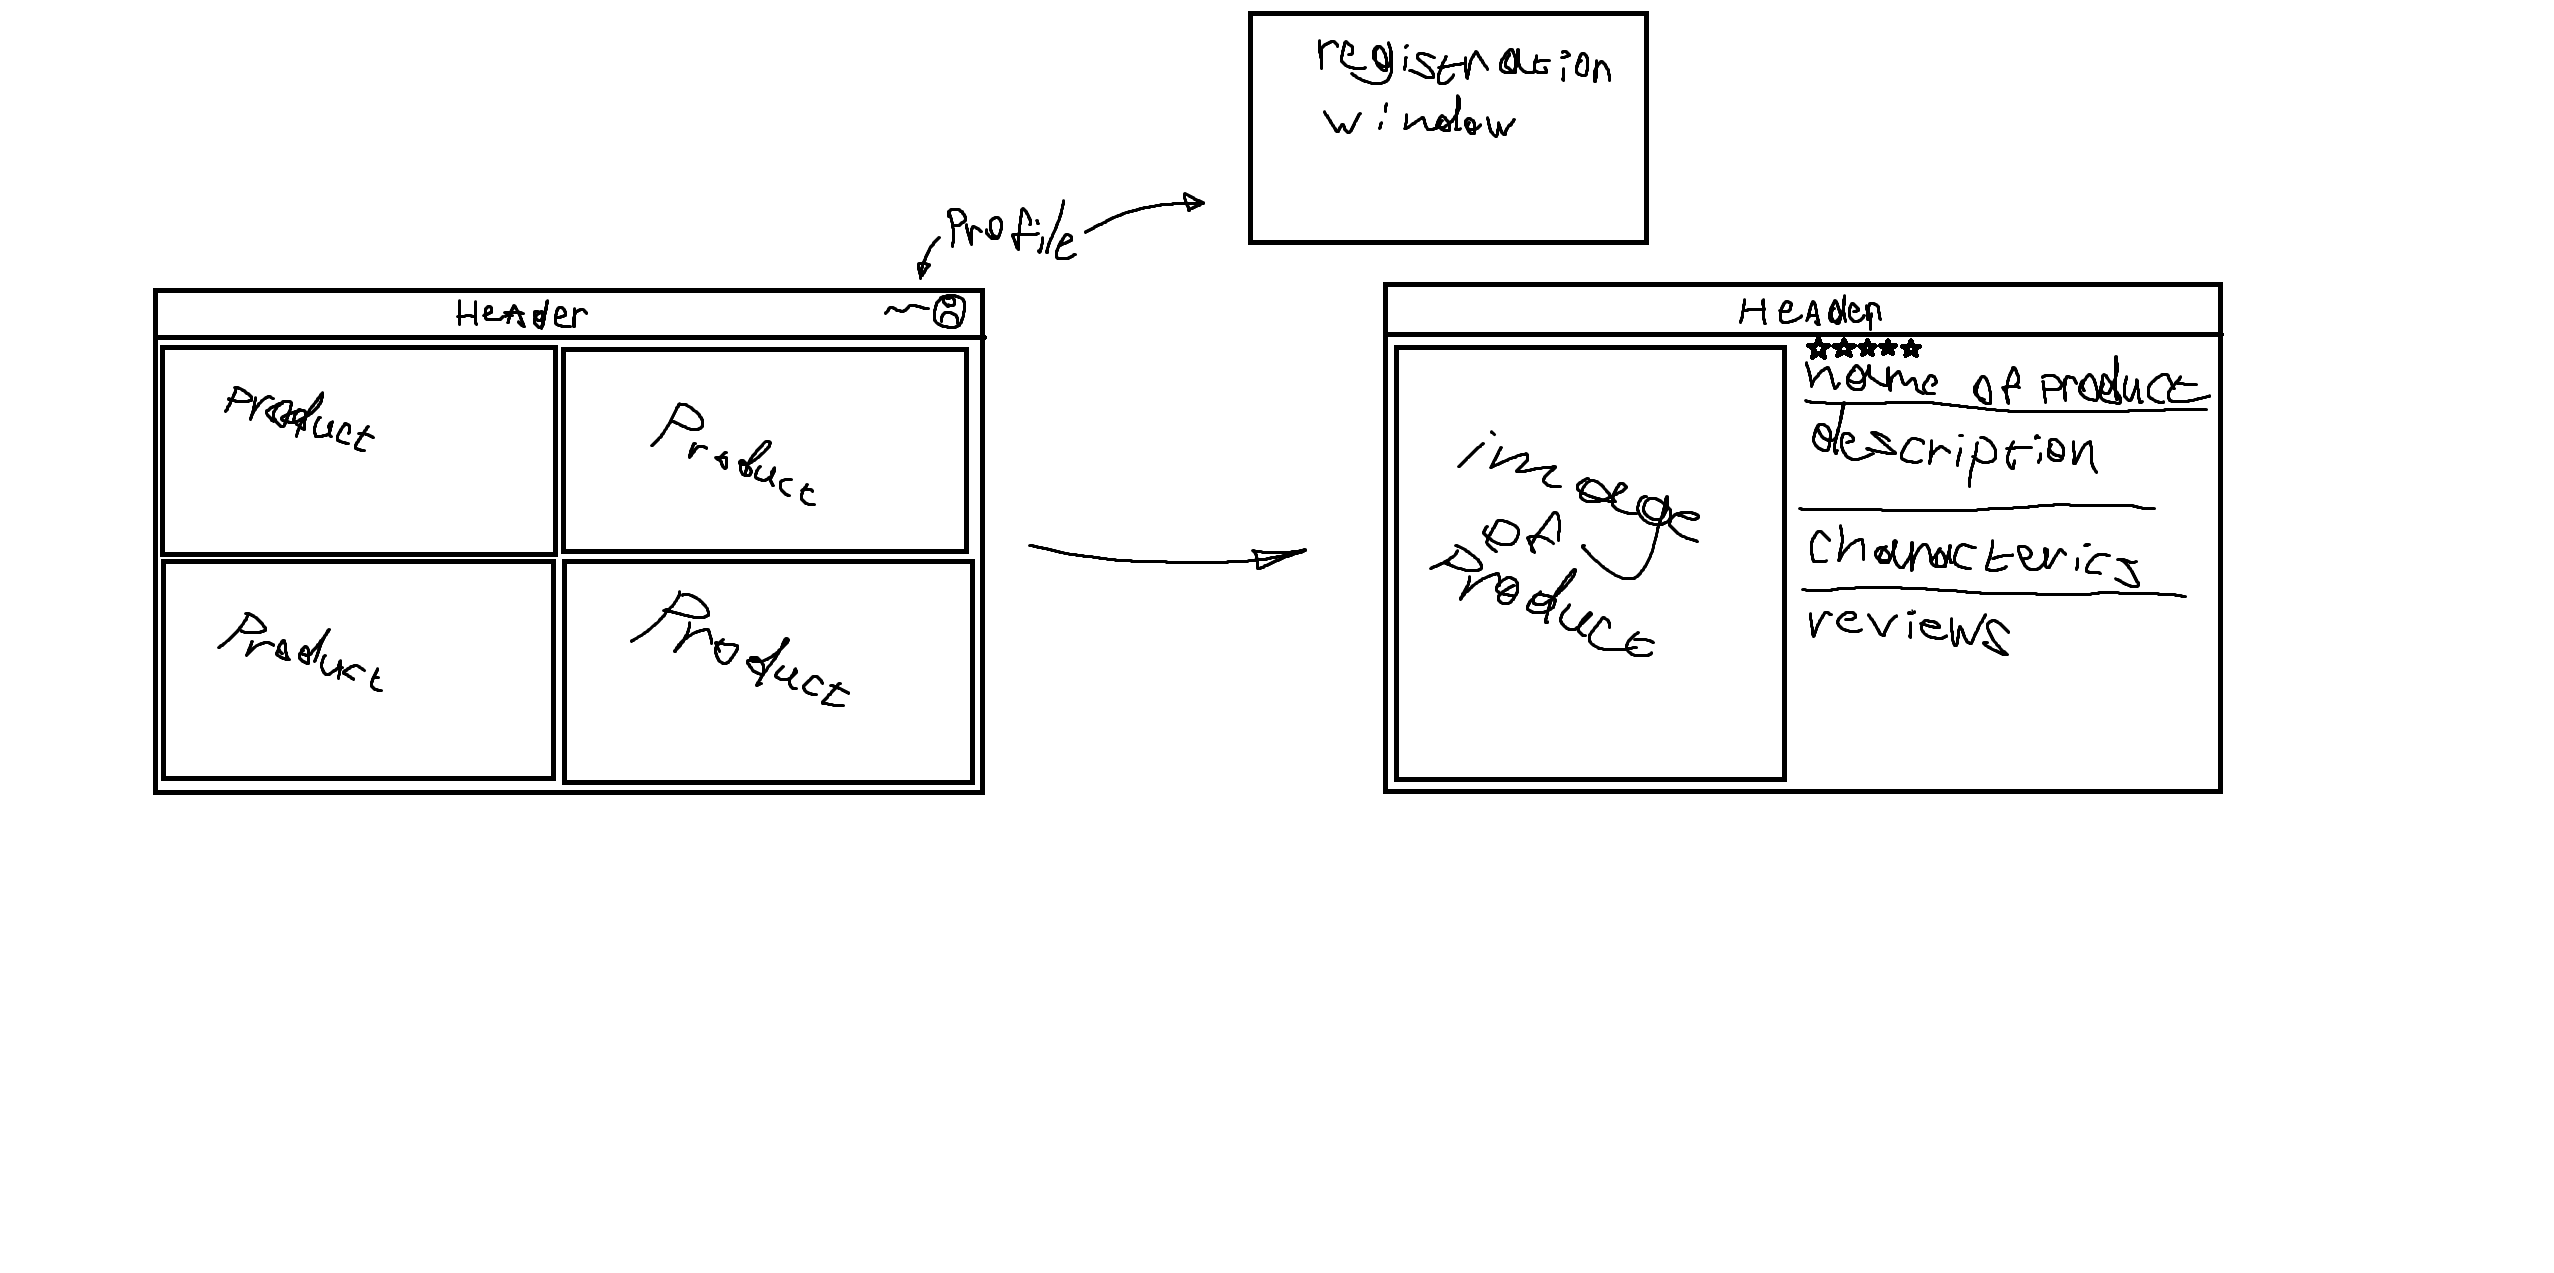 registration
window
Profile
Header
Product
Product
Product
Product
Header
image
of
Product
name of product
description
characterics
reviews